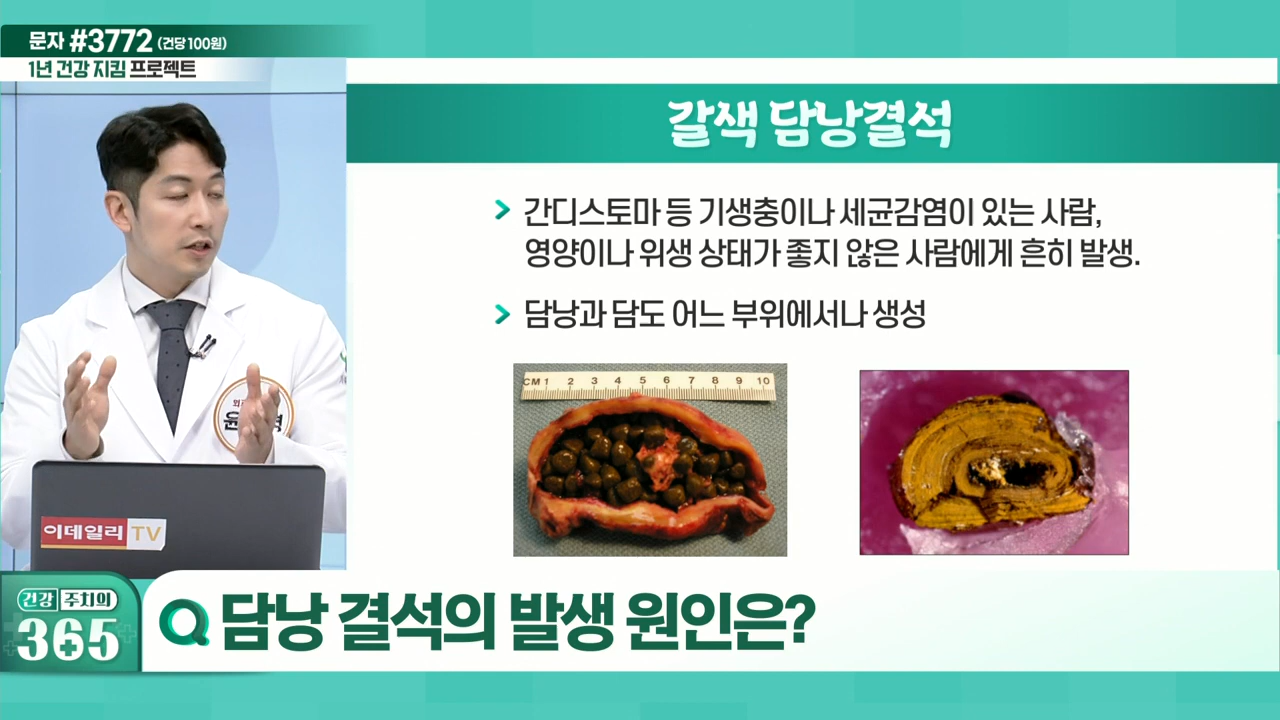 문자 #3772 (건당 100원)
1년 건강 지킴 프로젝트
갈색 담낭결석
간디스토마 등 기생충이나 세균감염이 있는 사람,
영양이나 위생 상태가 좋지 않은 사람에게 흔히 발생.
담낭과 담도 어느 부위에서나 생성
CM 1 2 3 4 5 6 7 8 9 10
이데일리 TV
건강 주치의
365
Q 담낭 결석의 발생 원인은?